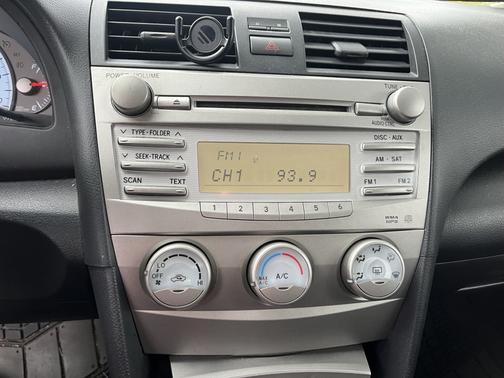 POWER·VOLUME
TUNE
AUDIO CTRL
TYPE·FOLDER
DISC·AUX
SEEK·TRACK
AM·SAT
SCAN TEXT
FM1 FM2
FM1
CH1 93.9
1 2 3 4 5 6
WMA
MP3
LO
OFF
HI
MAX
A/C
A/C